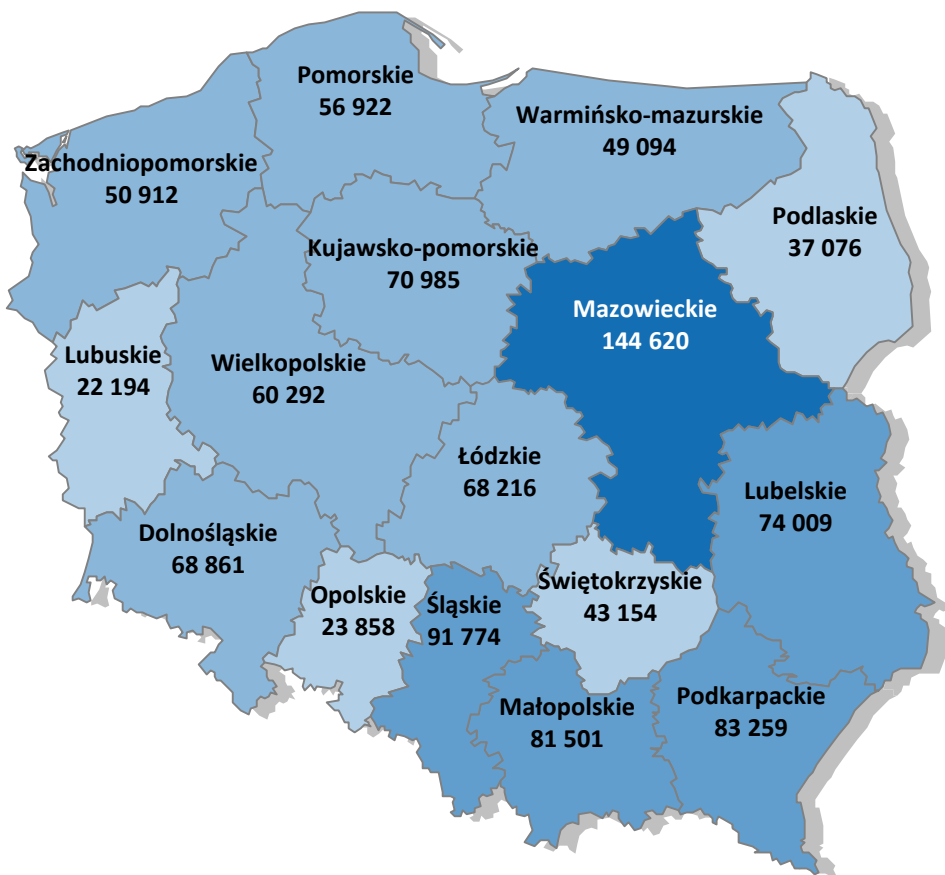 Pomorskie
56 922
Warmińsko-mazurskie
49 094
Zachodniopomorskie
50 912
Podlaskie
37 076
Kujawsko-pomorskie
70 985
Mazowieckie
144 620
Lubuskie
22 194
Wielkopolskie
60 292
Łódzkie
68 216
Lubelskie
74 009
Dolnośląskie
68 861
Świętokrzyskie
43 154
Opolskie
23 858
Śląskie
91 774
Małopolskie
81 501
Podkarpackie
83 259